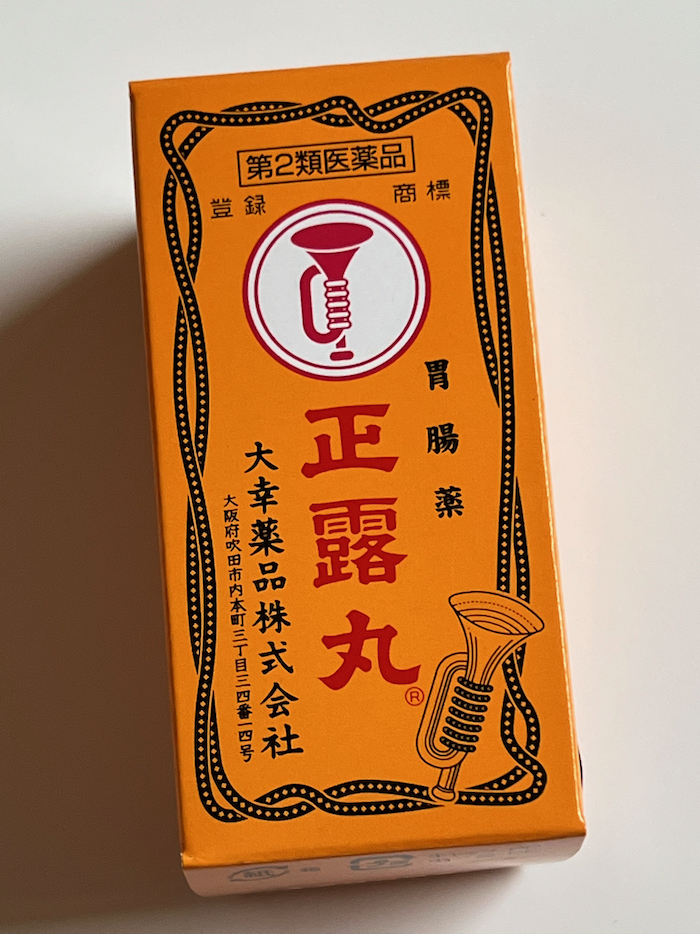 第2類医薬品
登録 商標
胃腸薬
正露丸
®
大幸薬品株式会社
大阪府吹田市内本町三丁目三四番一四号
紙